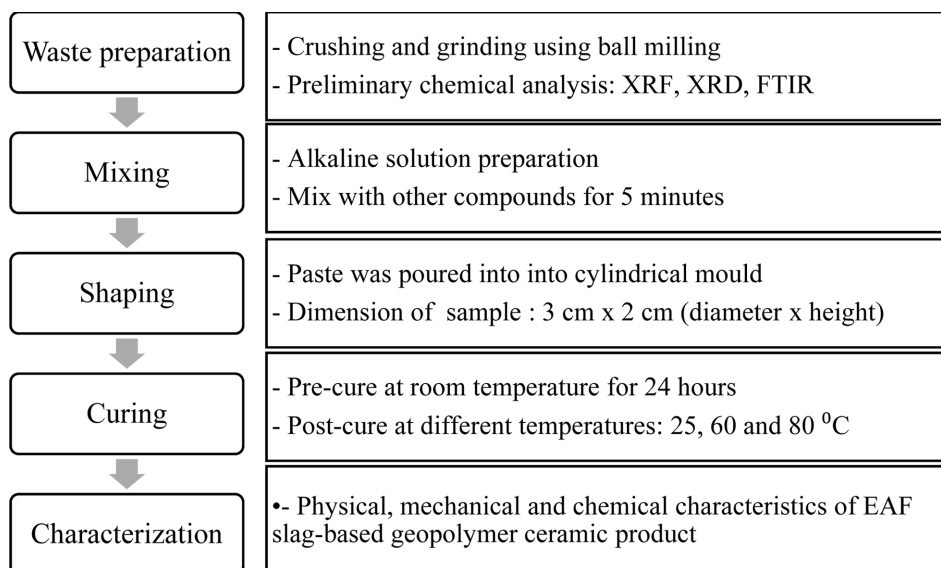 Waste preparation
- Crushing and grinding using ball milling
- Preliminary chemical analysis: XRF, XRD, FTIR
Mixing
- Alkaline solution preparation
- Mix with other compounds for 5 minutes
Shaping
- Paste was poured into into cylindrical mould
- Dimension of sample : 3 cm x 2 cm (diameter x height)
Curing
- Pre-cure at room temperature for 24 hours
- Post-cure at different temperatures: 25, 60 and 80 ⁰C
Characterization
•- Physical, mechanical and chemical characteristics of EAF
slag-based geopolymer ceramic product